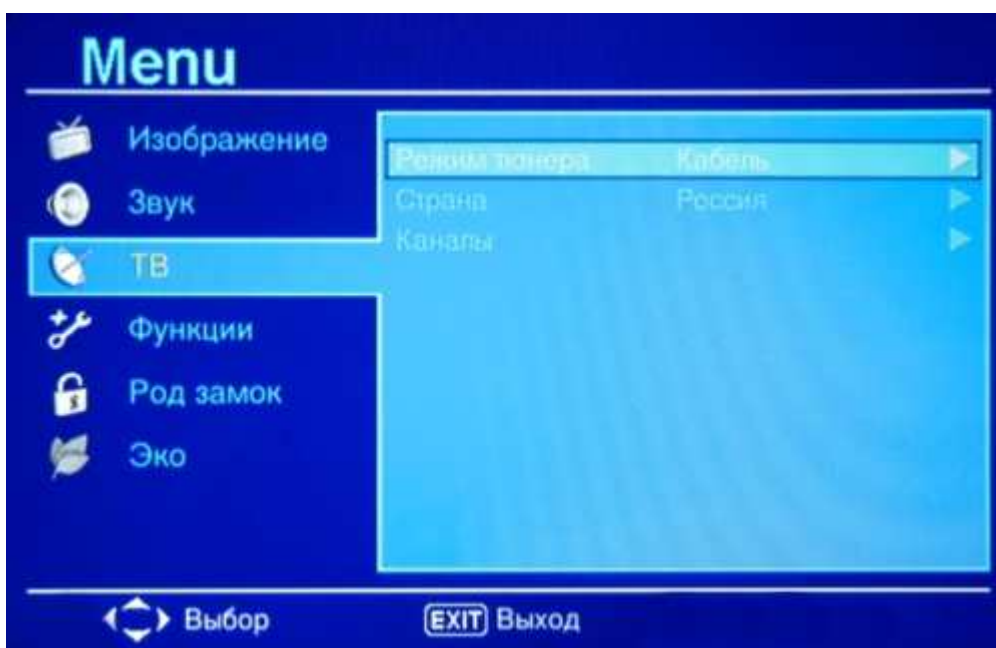 Menu
Изображение
Звук
ТВ
Функции
Род замок
Эко
Режим тюнера Кабель
Страна Россия
Каналы
Выбор
EXIT Выход